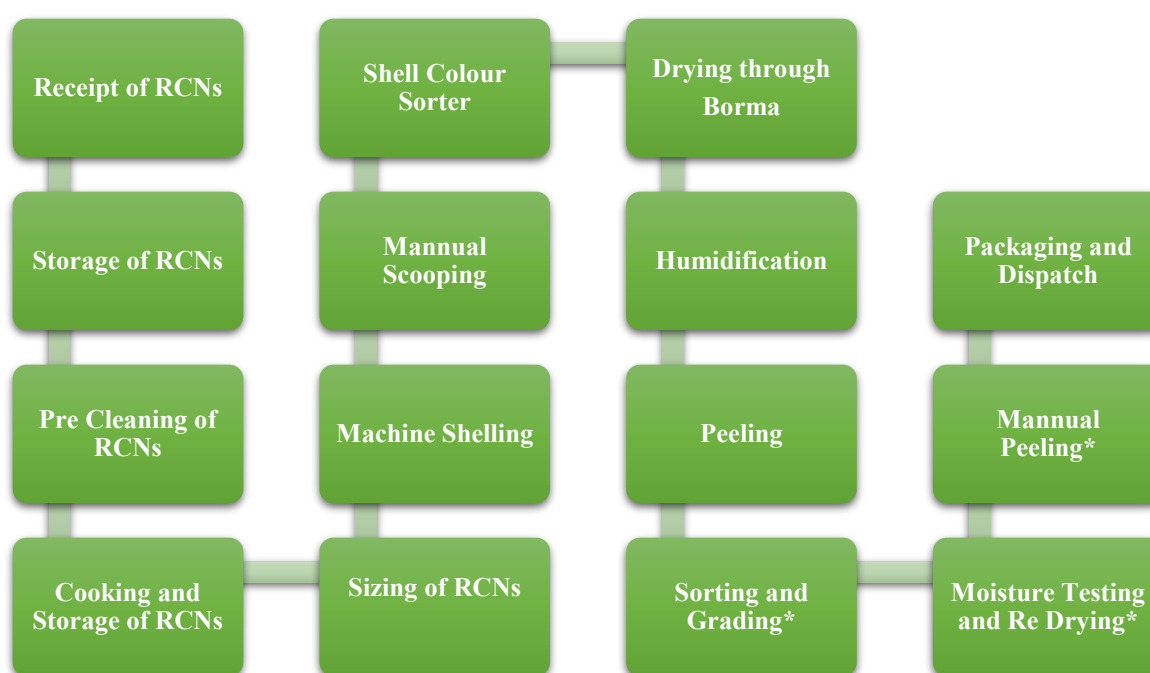 Receipt of RCNs
Storage of RCNs
Pre Cleaning of
RCNs
Cooking and
Storage of RCNs
Sizing of RCNs
Machine Shelling
Mannual
Scooping
Shell Colour
Sorter
Drying through
Borma
Humidification
Peeling
Sorting and
Grading*
Moisture Testing
and Re Drying*
Mannual
Peeling*
Packaging and
Dispatch